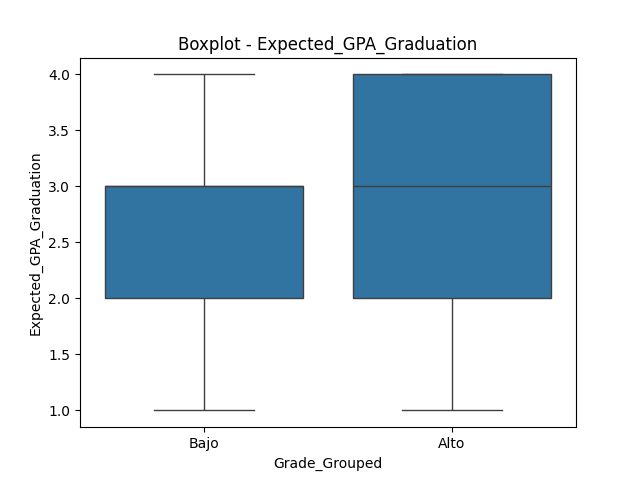 Boxplot - Expected_GPA_Graduation
Expected_GPA_Graduation
4.0
3.5
3.0
2.5
2.0
1.5
1.0
Bajo
Alto
Grade_Grouped